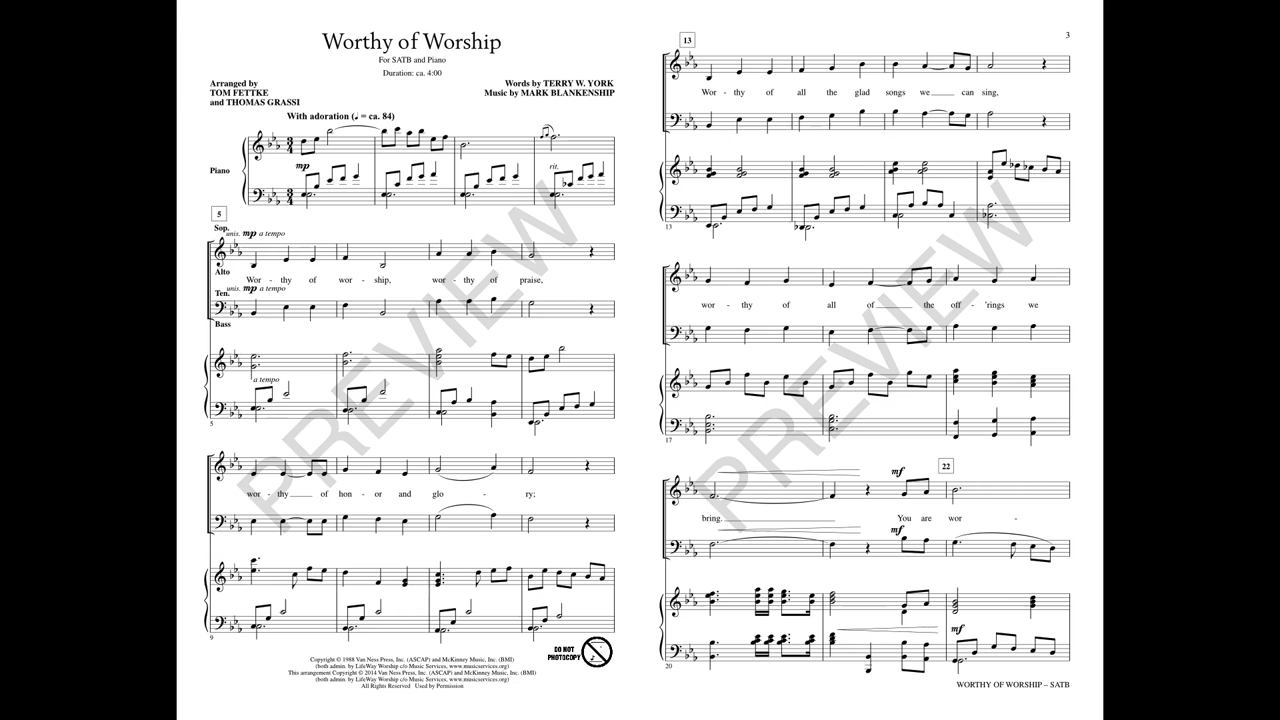 Worthy of Worship
For SATB and Piano
Duration: ca. 4:00
Arranged by
TOM FETTKE
and THOMAS GRASSI
Words by TERRY W. YORK
Music by MARK BLANKENSHIP
With adoration (♩ = ca. 84)
Piano
mp
rit.
5
Sop.
unis. mp a tempo
Alto
Wor - thy of wor - ship, wor - thy of praise,
unis. mp a tempo
Ten.
Bass
a tempo
5
wor - thy of hon - or and glo - ry;
9
DO NOT
PHOTOCOPY
Copyright © 1988 Van Ness Press, Inc. (ASCAP) and McKinney Music, Inc. (BMI)
(both admin. by LifeWay Worship c/o Music Services, www.musicservices.org)
This arrangement Copyright © 2014 Van Ness Press, Inc. (ASCAP) and McKinney Music, Inc. (BMI)
(both admin. by LifeWay Worship c/o Music Services, www.musicservices.org)
All Rights Reserved Used by Permission
PREVIEW
3
13
Wor - thy of all the glad songs we can sing,
13
wor - thy of all of the off - 'rings we
17
mf
22
bring. You are wor -
mf
mf
20
WORTHY OF WORSHIP – SATB
PREVIEW